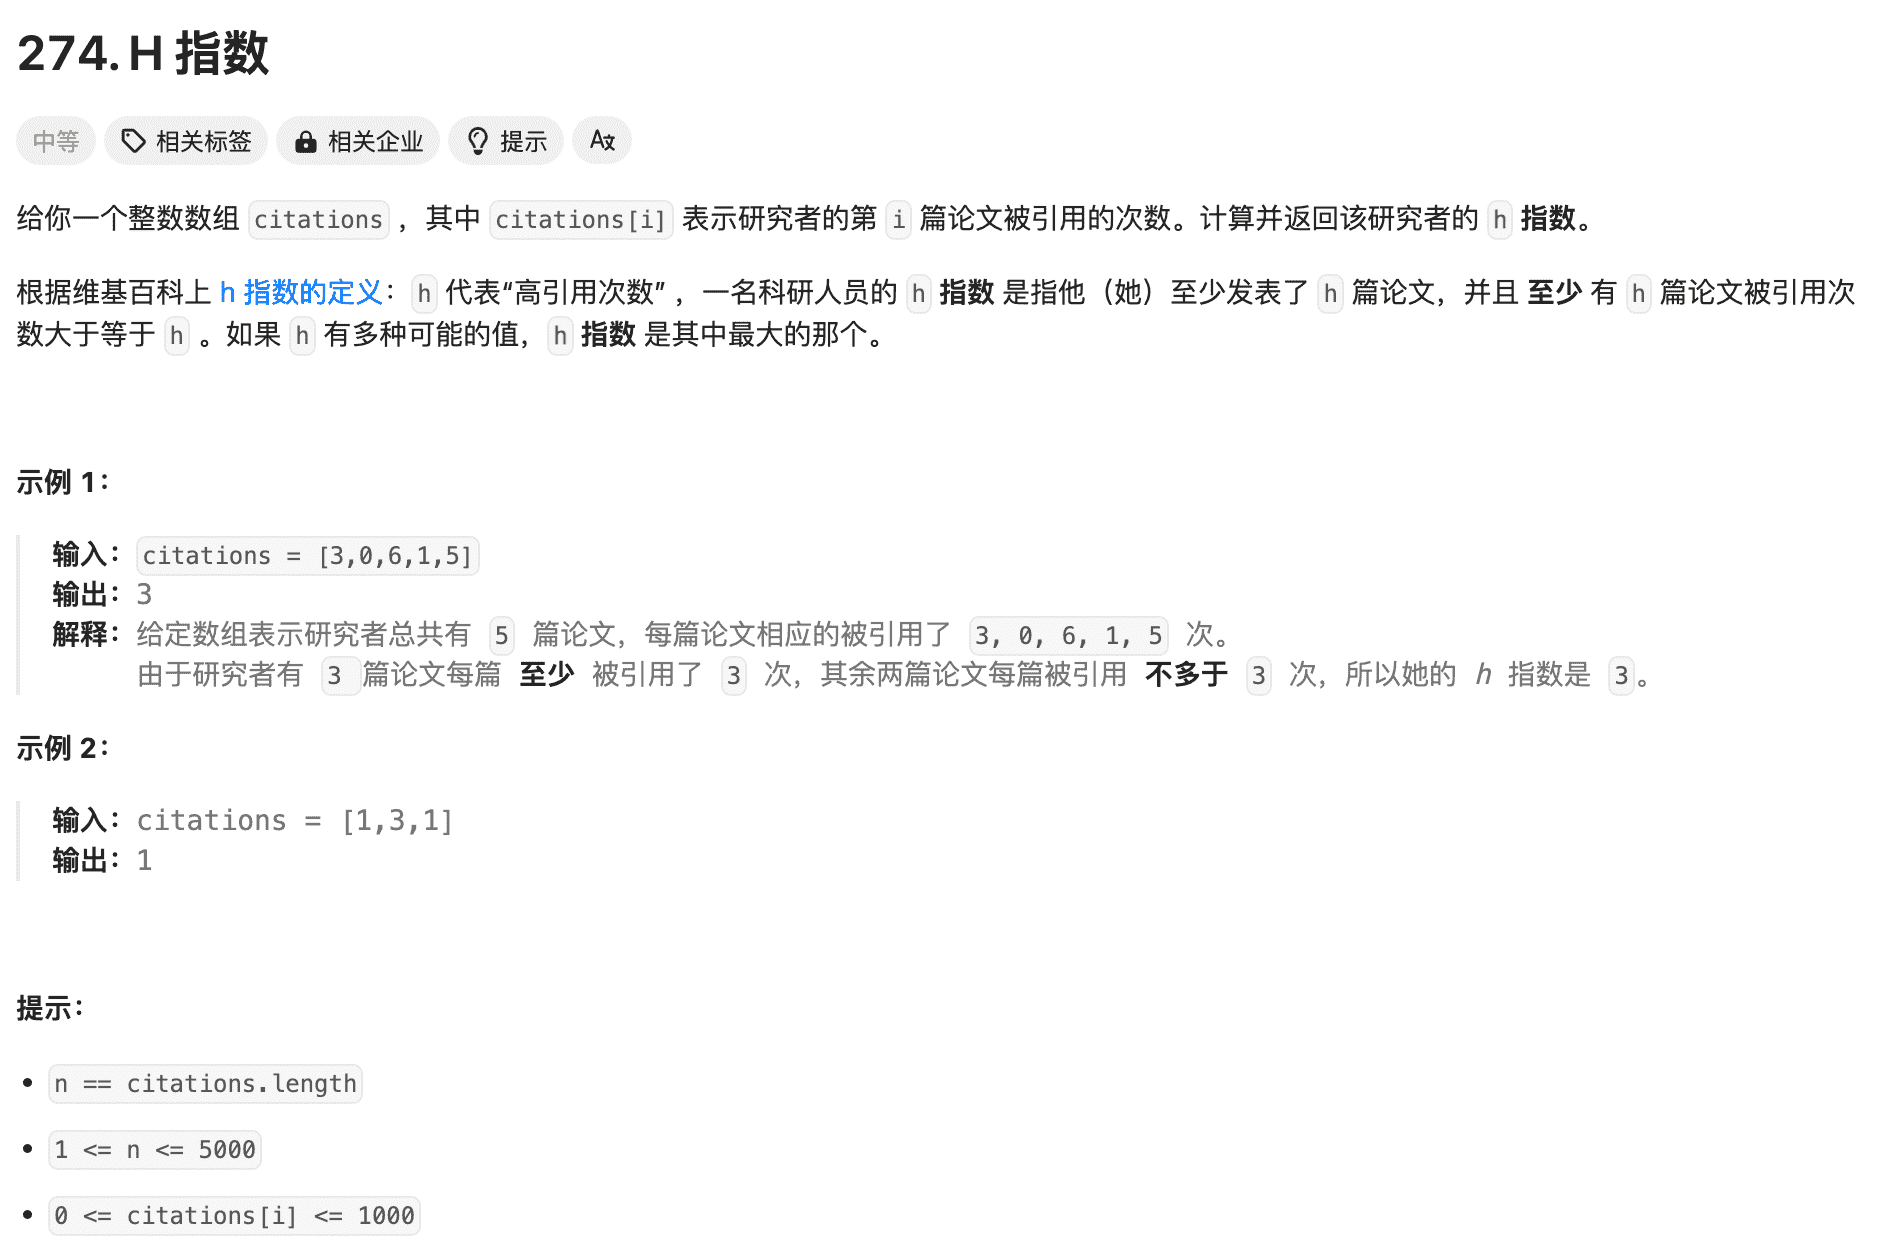 274. H 指数
中等 相关标签 相关企业 提示 A文
给你一个整数数组 citations ，其中 citations[i] 表示研究者的第 i 篇论文被引用的次数。计算并返回该研究者的 h 指数。
根据维基百科上 h 指数的定义：h 代表“高引用次数” ，一名科研人员的 h 指数 是指他（她）至少发表了 h 篇论文，并且 至少 有 h 篇论文被引用次
数大于等于 h 。如果 h 有多种可能的值，h 指数 是其中最大的那个。
示例 1：
输入：citations = [3,0,6,1,5]
输出：3
解释：给定数组表示研究者总共有 5 篇论文，每篇论文相应的被引用了 3, 0, 6, 1, 5 次。
由于研究者有 3 篇论文每篇 至少 被引用了 3 次，其余两篇论文每篇被引用 不多于 3 次，所以她的 h 指数是 3。
示例 2：
输入：citations = [1,3,1]
输出：1
提示：
• n == citations.length
• 1 <= n <= 5000
• 0 <= citations[i] <= 1000